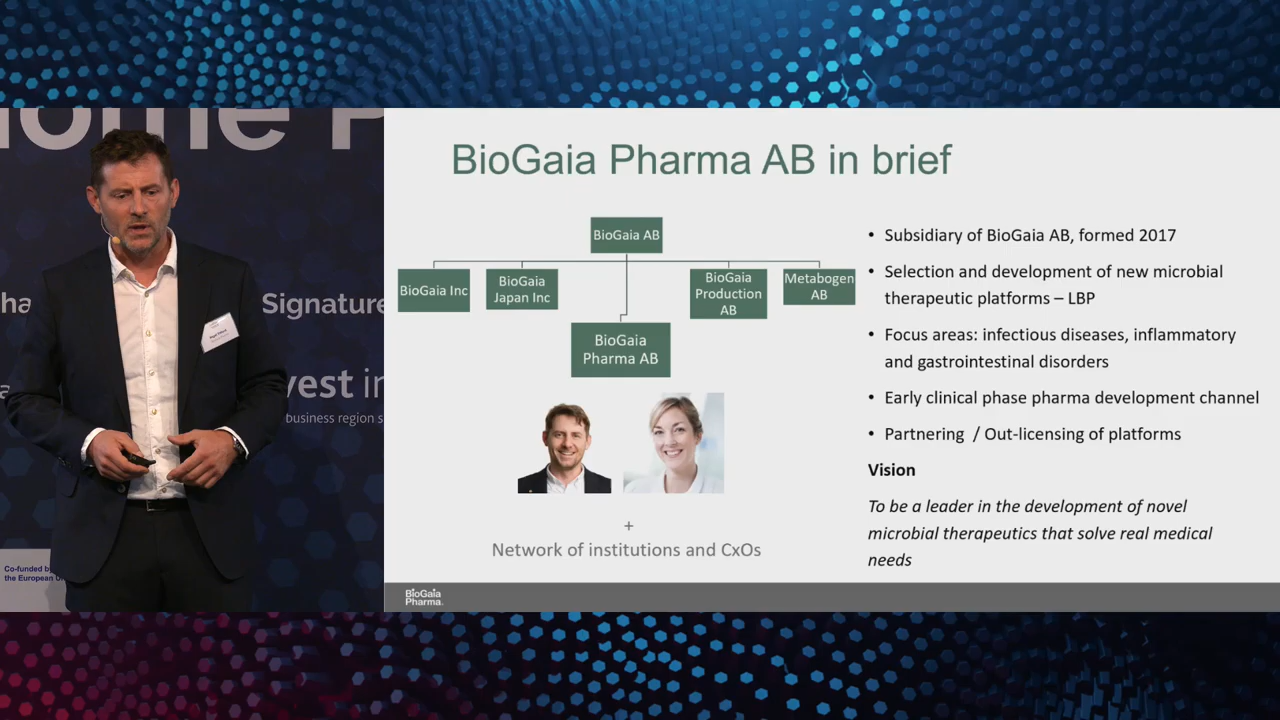 ome P
ha
Signature
vest in
business region s
Co-funded b
the European U
BioGaia Pharma AB in brief
BioGaia AB
BioGaia Inc
BioGaia
Japan Inc
BioGaia
Production
AB
Metabogen
AB
BioGaia
Pharma AB
+
Network of institutions and CxOs
• Subsidiary of BioGaia AB, formed 2017
• Selection and development of new microbial
therapeutic platforms – LBP
• Focus areas: infectious diseases, inflammatory
and gastrointestinal disorders
• Early clinical phase pharma development channel
• Partnering / Out-licensing of platforms
Vision
To be a leader in the development of novel
microbial therapeutics that solve real medical
needs
BioGaia
Pharma.